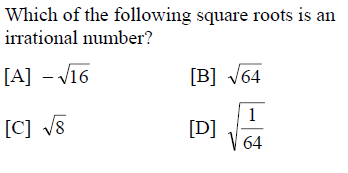 Which of the following square roots is an
irrational number?
[A] −√16 [B] √64
[C] √8 [D] √(1/64)